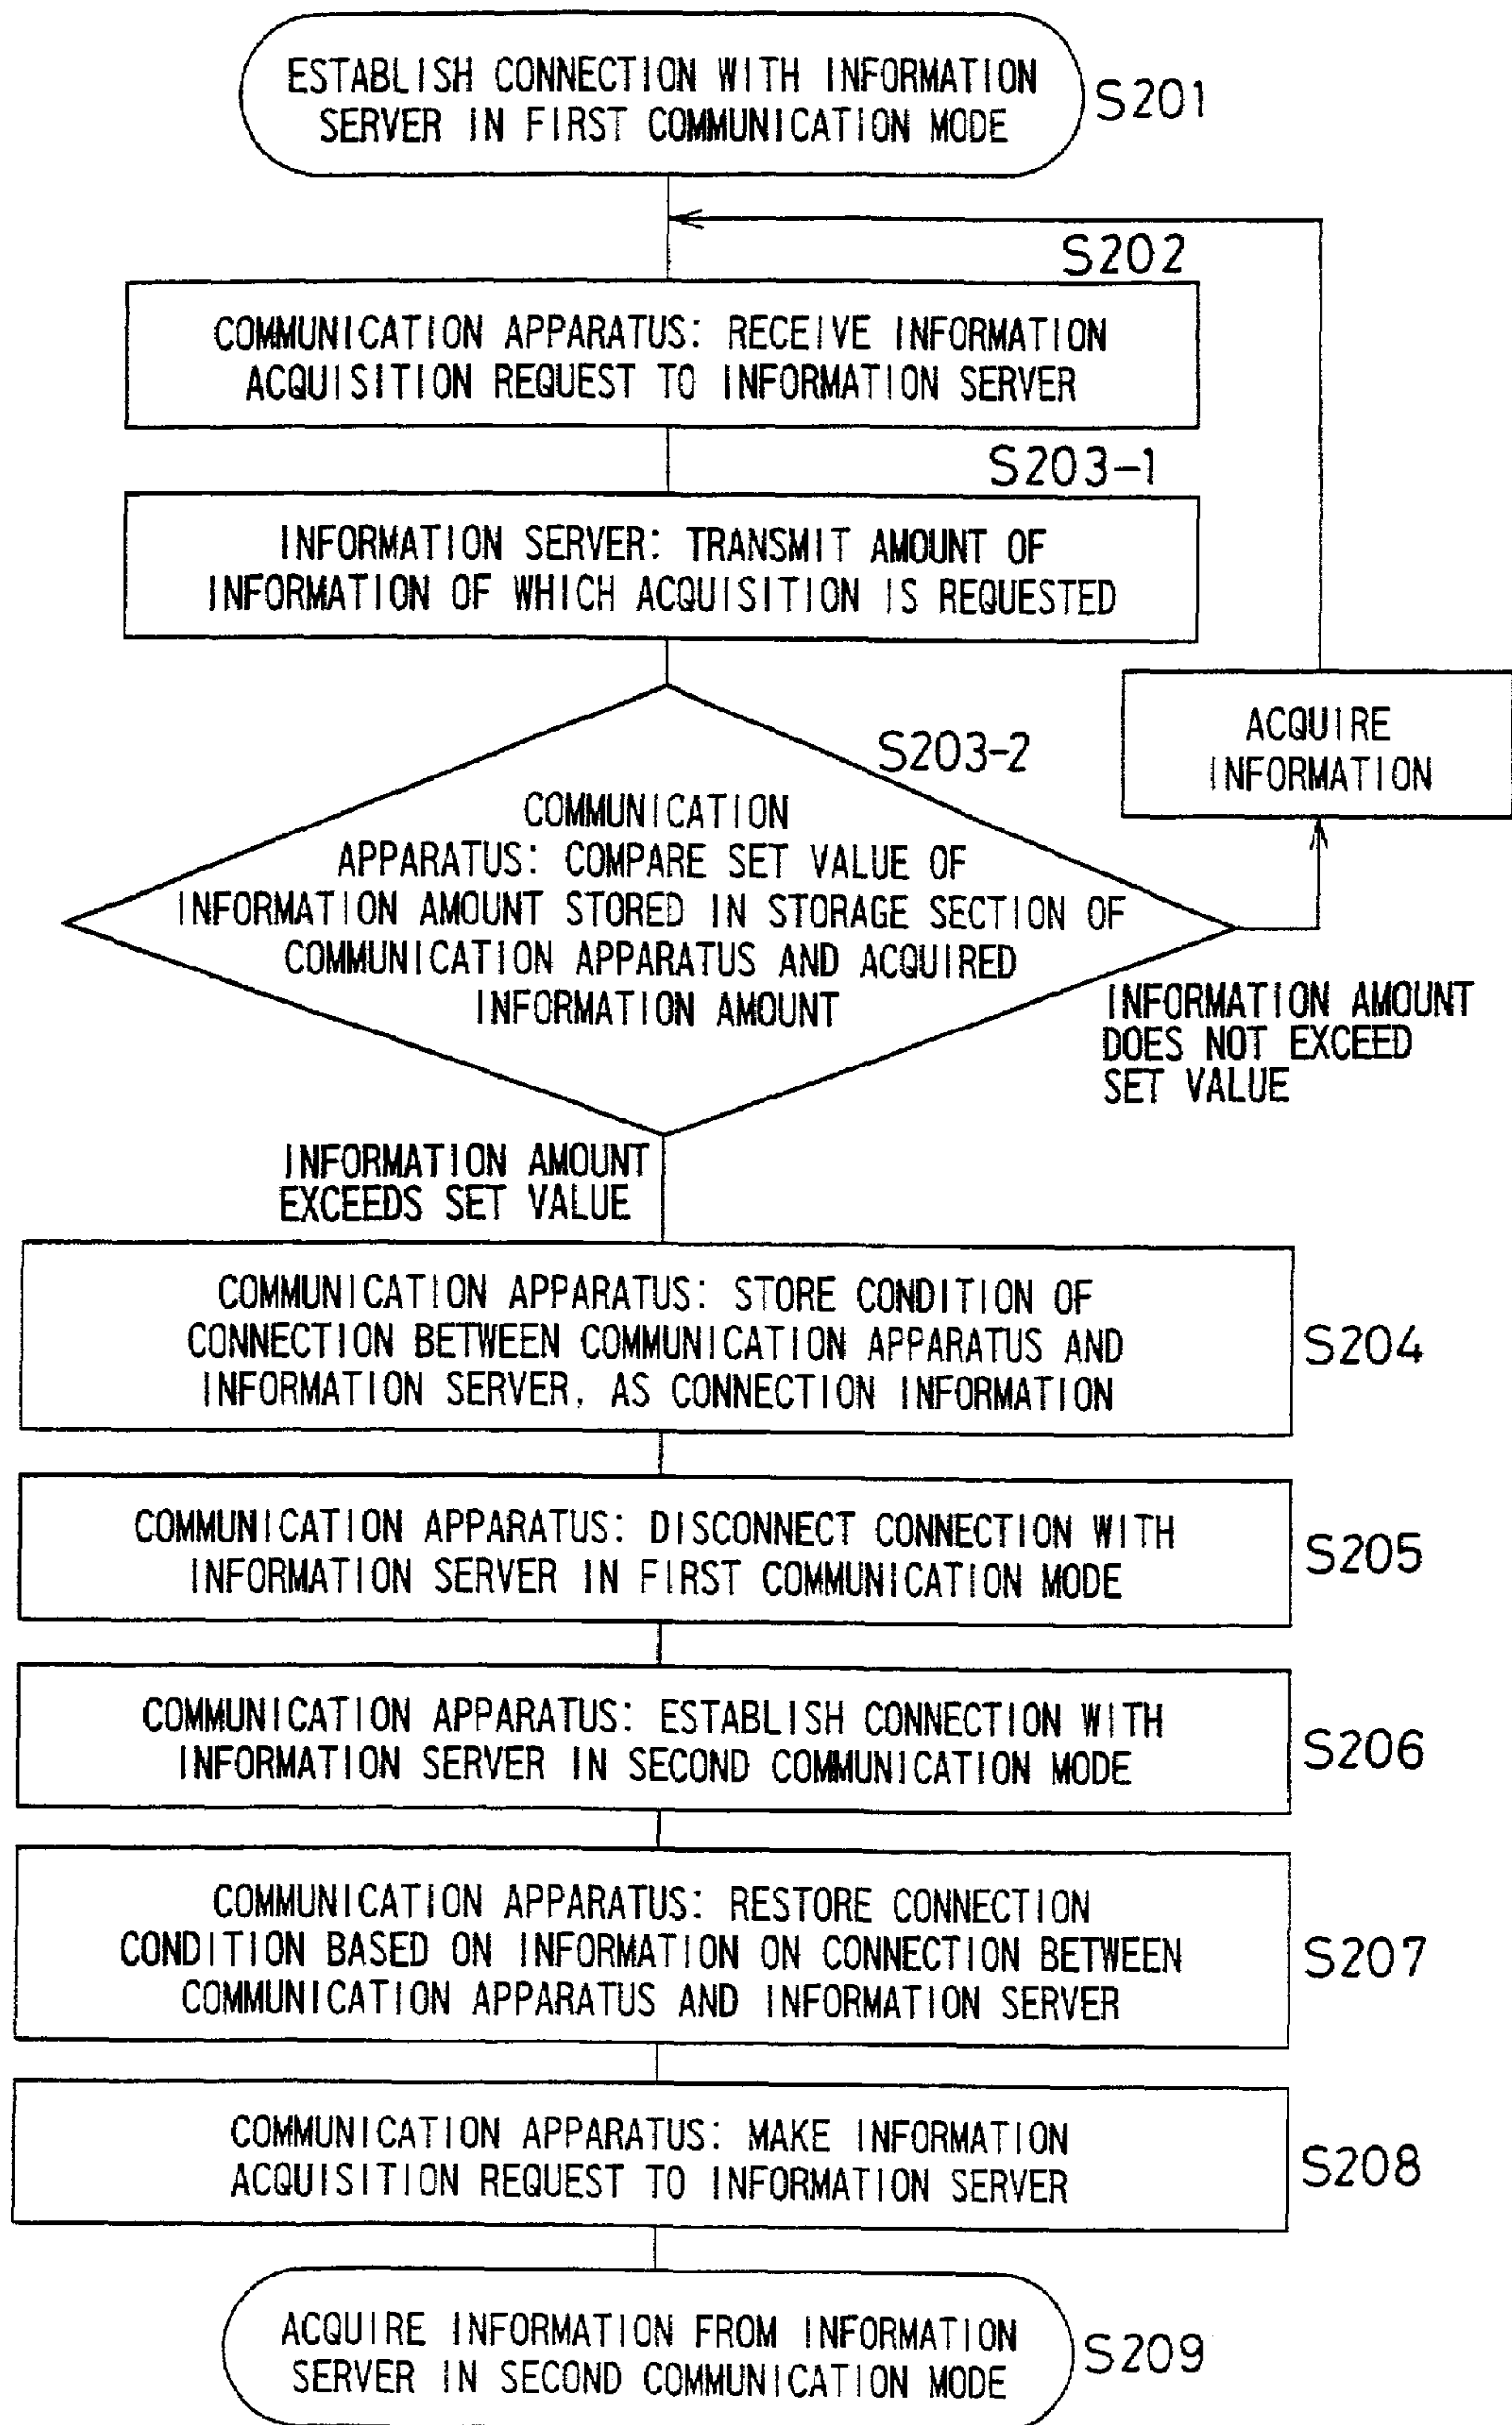 ESTABLISH CONNECTION WITH INFORMATION
SERVER IN FIRST COMMUNICATION MODE
S201
S202
COMMUNICATION APPARATUS: RECEIVE INFORMATION
ACQUISITION REQUEST TO INFORMATION SERVER
S203-1
INFORMATION SERVER: TRANSMIT AMOUNT OF
INFORMATION OF WHICH ACQUISITION IS REQUESTED
S203-2
COMMUNICATION
APPARATUS: COMPARE SET VALUE OF
INFORMATION AMOUNT STORED IN STORAGE SECTION OF
COMMUNICATION APPARATUS AND ACQUIRED
INFORMATION AMOUNT
ACQUIRE
INFORMATION
INFORMATION AMOUNT
DOES NOT EXCEED
SET VALUE
INFORMATION AMOUNT
EXCEEDS SET VALUE
COMMUNICATION APPARATUS: STORE CONDITION OF
CONNECTION BETWEEN COMMUNICATION APPARATUS AND
INFORMATION SERVER, AS CONNECTION INFORMATION
S204
COMMUNICATION APPARATUS: DISCONNECT CONNECTION WITH
INFORMATION SERVER IN FIRST COMMUNICATION MODE
S205
COMMUNICATION APPARATUS: ESTABLISH CONNECTION WITH
INFORMATION SERVER IN SECOND COMMUNICATION MODE
S206
COMMUNICATION APPARATUS: RESTORE CONNECTION
CONDITION BASED ON INFORMATION ON CONNECTION BETWEEN
COMMUNICATION APPARATUS AND INFORMATION SERVER
S207
COMMUNICATION APPARATUS: MAKE INFORMATION
ACQUISITION REQUEST TO INFORMATION SERVER
S208
ACQUIRE INFORMATION FROM INFORMATION
SERVER IN SECOND COMMUNICATION MODE
S209